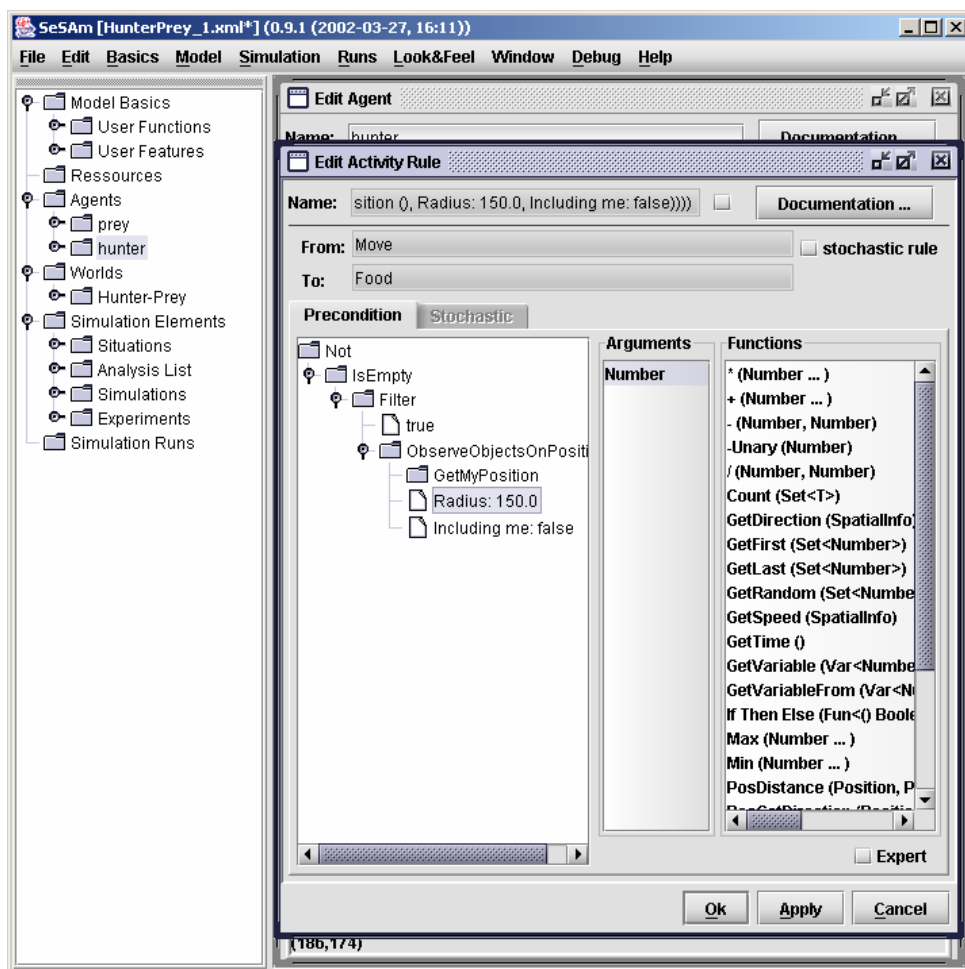 SeSAm [HunterPrey_1.xml*] (0.9.1 (2002-03-27, 16:11))
File Edit Basics Model Simulation Runs Look&Feel Window Debug Help
Model Basics
User Functions
User Features
Ressources
Agents
prey
hunter
Worlds
Hunter-Prey
Simulation Elements
Situations
Analysis List
Simulations
Experiments
Simulation Runs
Edit Agent
Name: hunter Documentation
Edit Activity Rule
Name: sition (), Radius: 150.0, Including me: false)))) Documentation ...
From: Move stochastic rule
To: Food
Precondition Stochastic
Not
IsEmpty
Filter
true
ObserveObjectsOnPositi
GetMyPosition
Radius: 150.0
Including me: false
Arguments
Number
Functions
* (Number ... )
+ (Number ... )
- (Number, Number)
-Unary (Number)
/ (Number, Number)
Count (Set<T>)
GetDirection (SpatialInfo)
GetFirst (Set<Number>)
GetLast (Set<Number>)
GetRandom (Set<Numbe
GetSpeed (SpatialInfo)
GetTime ()
GetVariable (Var<Numbe
GetVariableFrom (Var<N
If Then Else (Fun<() Boole
Max (Number ... )
Min (Number ... )
PosDistance (Position, P
Expert
Ok Apply Cancel
(186,174)